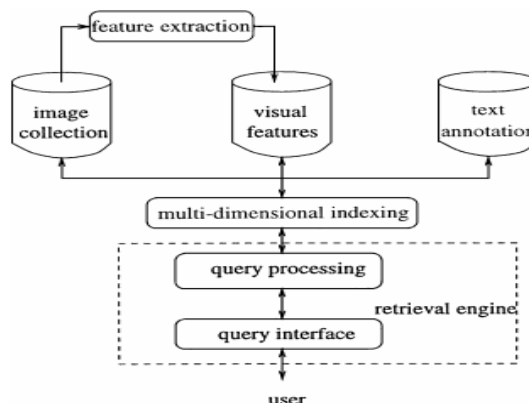 feature extraction
image
collection
visual
features
text
annotation
multi-dimensional indexing
query processing
retrieval engine
query interface
user